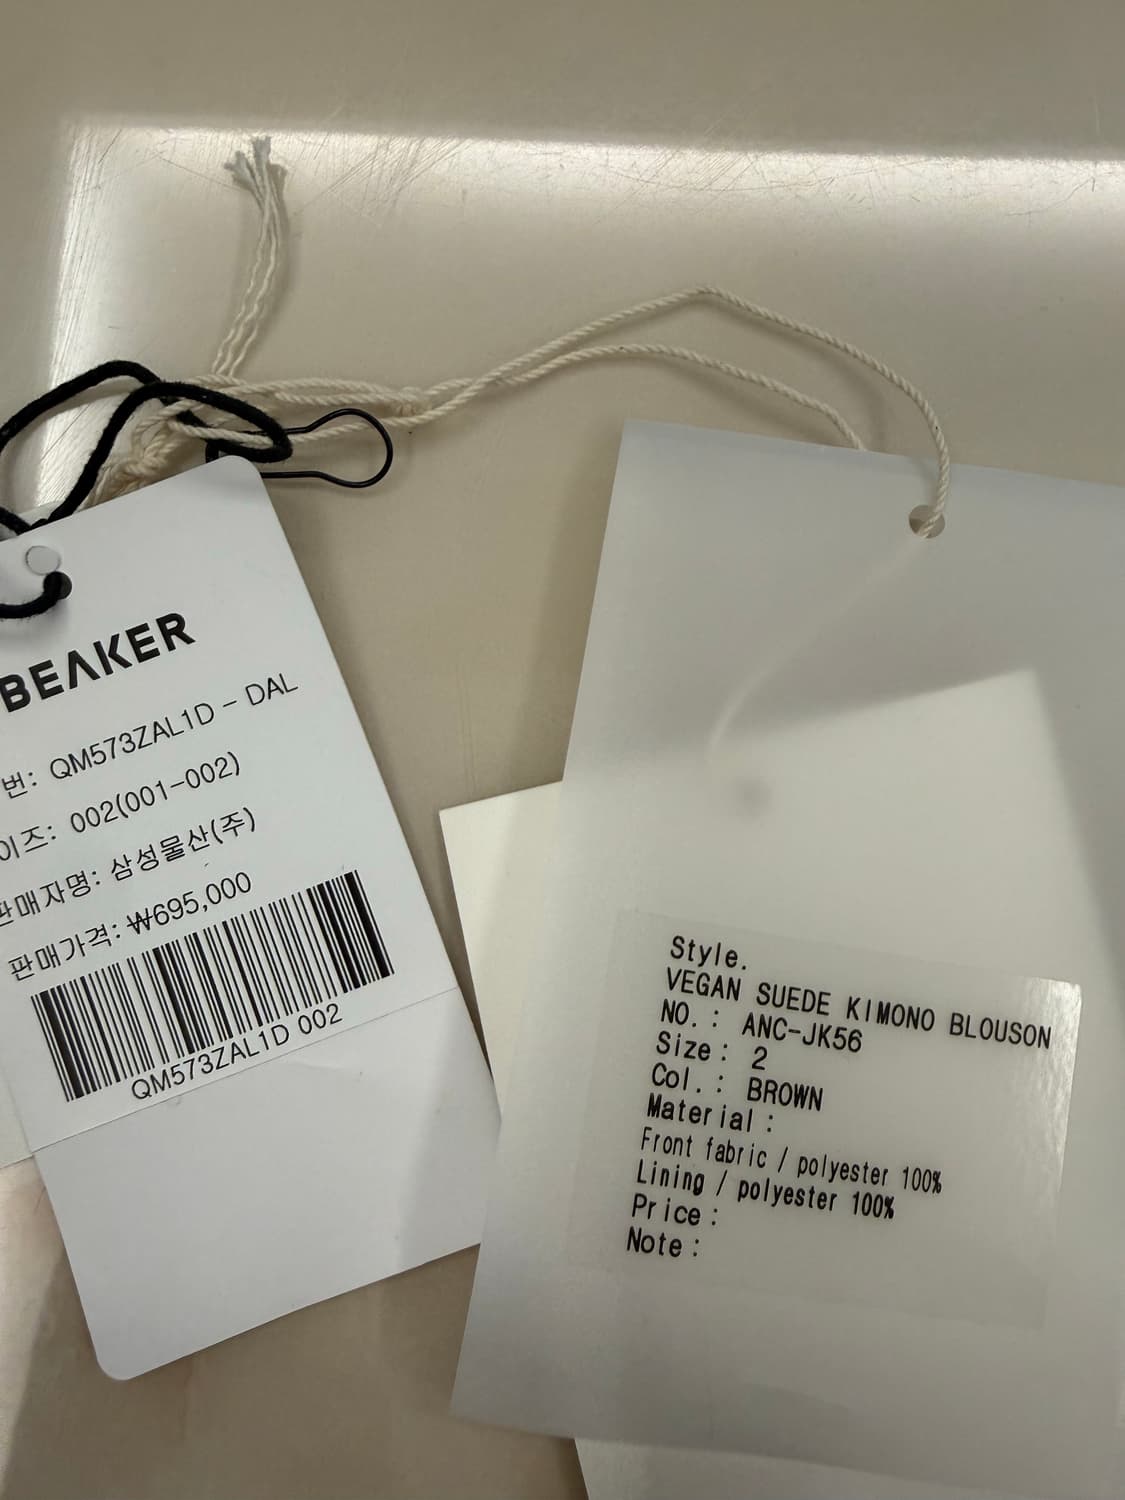 BEAKER
번: QM573ZAL1D - DAL
이즈: 002(001-002)
판매자명: 삼성물산(주)
판매가격: ₩695,000
QM573ZAL1D 002
Style.
VEGAN SUEDE KIMONO BLOUSON
NO.: ANC-JK56
Size: 2
Col.: BROWN
Material:
Front fabric / polyester 100%
Lining / polyester 100%
Price:
Note: